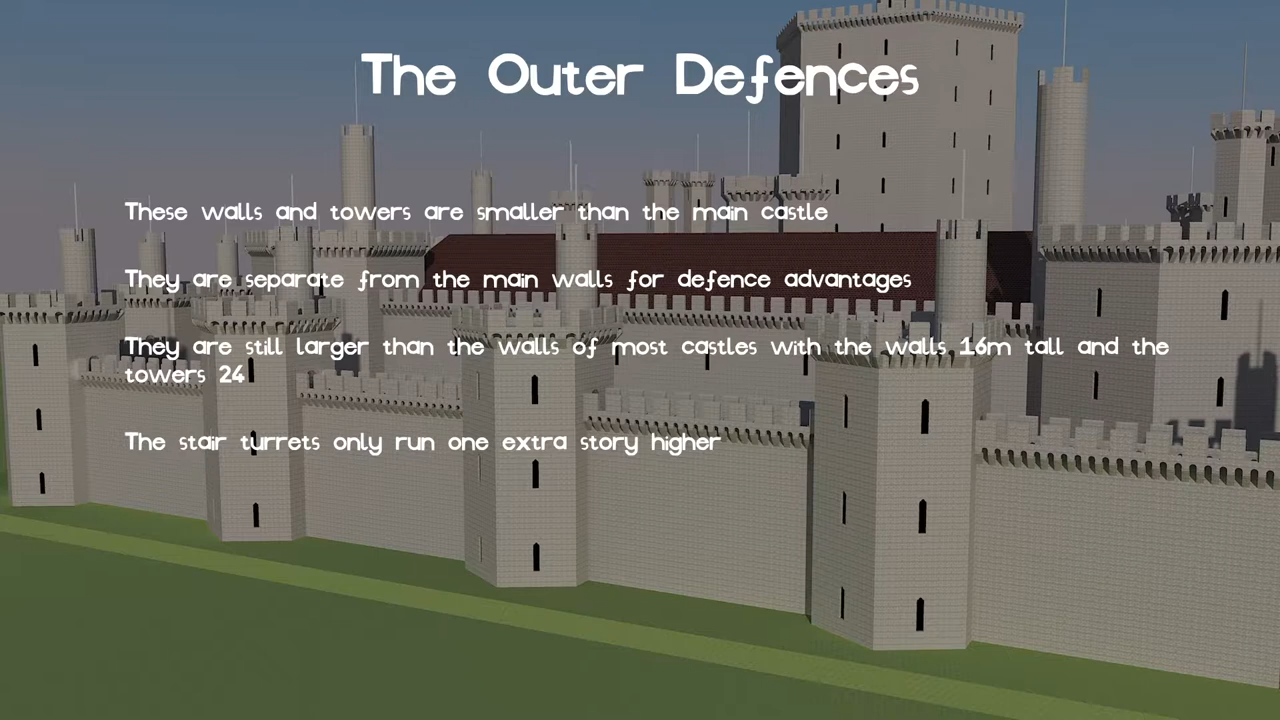 The Outer Defences
These walls and towers are smaller than the main castle
They are separate from the main walls for defence advantages
They are still larger than the walls of most castles with the walls 16m tall and the
towers 24
The stair turrets only run one extra story higher